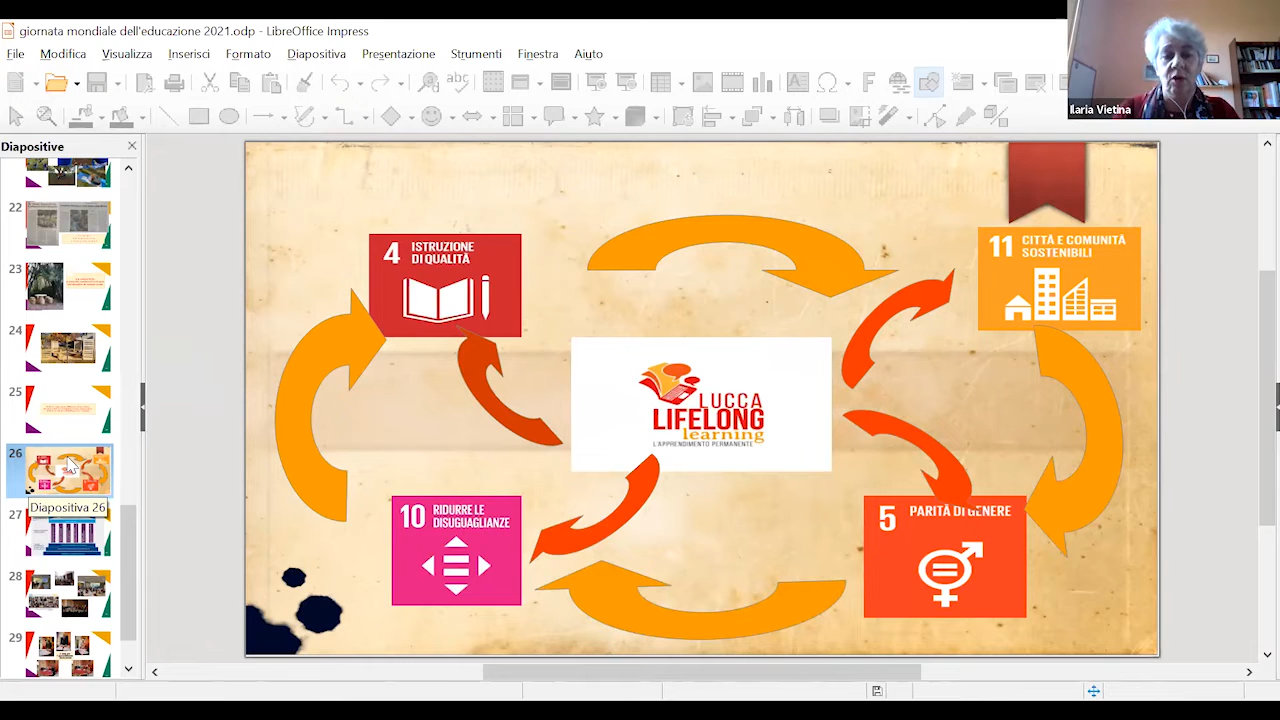 giornata mondiale dell'educazione 2021.odp - LibreOffice Impress
File Modifica Visualizza Inserisci Formato Diapositiva Presentazione Strumenti Finestra Aiuto
Ilaria Vietina
Diapositive
22
23
24
25
26
Diapositiva 26
27
28
29
4 ISTRUZIONE
DI QUALITÀ
11 CITTÀ E COMUNITÀ
SOSTENIBILI
LUCCA
LIFELONG
learning
L'APPRENDIMENTO PERMANENTE
10 RIDURRE LE
DISUGUAGLIANZE
5 PARITÀ DI GENERE